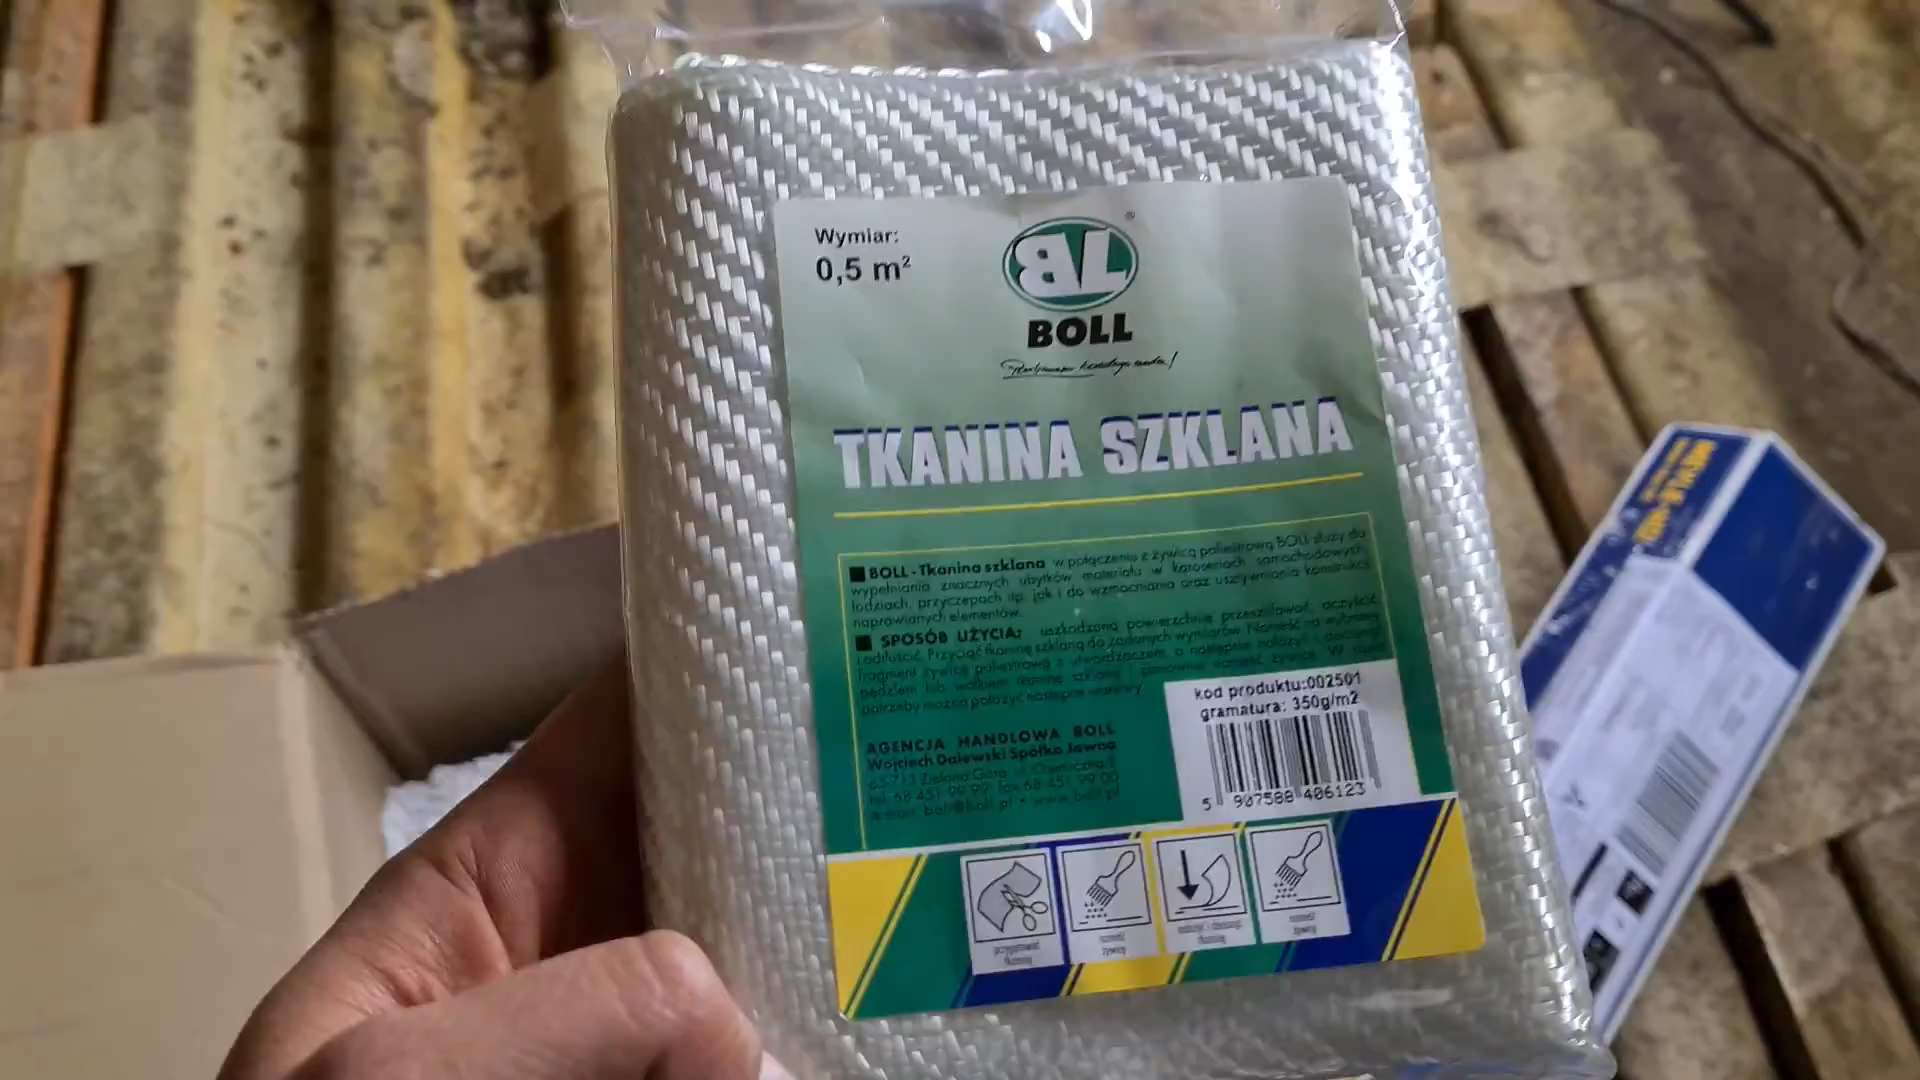 Wymiar:
0,5 m²
BL
®
BOLL
TKANINA SZKLANA
BOLL - Tkanina szklana w połączeniu z żywicą poliestrową BOLL służy do
wypełniania znacznych ubytków materiału w karoseriach samochodowych,
łodziach, przyczepach itp. jak i do wzmocniania oraz usztywniania konstrukcji
naprawianych elementów.
SPOSÓB UŻYCIA: uszkodzoną powierzchnię przeszlifować, oczyścić
i odtłuścić. Przyciąć tkaninę szklaną do żądanych wymiarów. Nanieść na wybrany
fragment żywicę poliestrową z utwardzaczem, a następnie nałożyć i docisnąć
pędzlem lub wałkiem tkaninę szklaną i ponownie nanieść żywicę. W razie
potrzeby można położyć następne warstwy.
kod produktu:002501
gramatura: 350g/m2
5 907588 406123
AGENCJA HANDLOWA BOLL
Wojciech Dalewski Spółka Jawna
65-713 Zielona Góra, ul. Chemiczna
tel. 68 451 99 99, fax 68 451 99 00
e-mail: boll@boll.pl • www.boll.pl